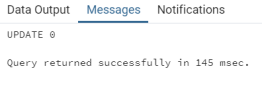 Data Output Messages Notifications
UPDATE 0
Query returned successfully in 145 msec.